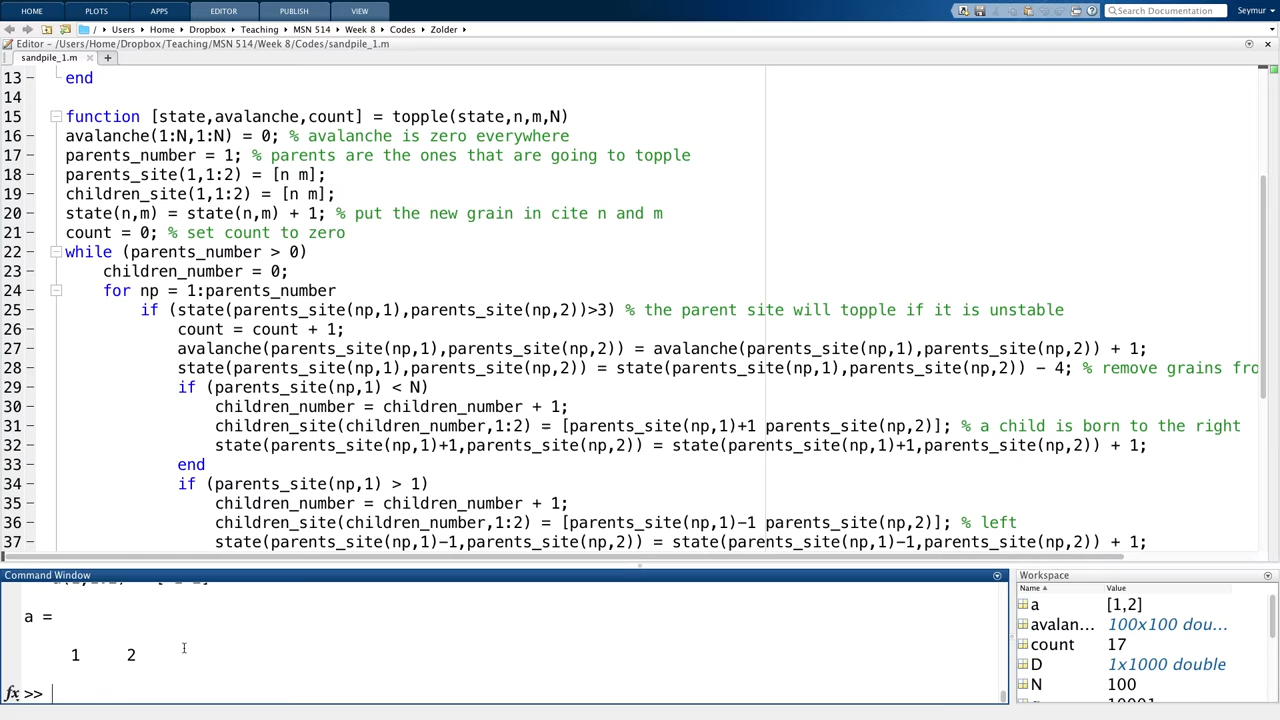 HOME PLOTS APPS EDITOR PUBLISH VIEW Search Documentation Seymur
/ Users Home Dropbox Teaching MSN 514 Week 8 Codes Zolder
Editor - /Users/Home/Dropbox/Teaching/MSN 514/Week 8/Codes/sandpile_1.m
sandpile_1.m
13 end
14
15 function [state,avalanche,count] = topple(state,n,m,N)
16 avalanche(1:N,1:N) = 0; % avalanche is zero everywhere
17 parents_number = 1; % parents are the ones that are going to topple
18 parents_site(1,1:2) = [n m];
19 children_site(1,1:2) = [n m];
20 state(n,m) = state(n,m) + 1; % put the new grain in cite n and m
21 count = 0; % set count to zero
22 while (parents_number > 0)
23 children_number = 0;
24 for np = 1:parents_number
25 if (state(parents_site(np,1),parents_site(np,2))>3) % the parent site will topple if it is unstable
26 count = count + 1;
27 avalanche(parents_site(np,1),parents_site(np,2)) = avalanche(parents_site(np,1),parents_site(np,2)) + 1;
28 state(parents_site(np,1),parents_site(np,2)) = state(parents_site(np,1),parents_site(np,2)) - 4; % remove grains fro
29 if (parents_site(np,1) < N)
30 children_number = children_number + 1;
31 children_site(children_number,1:2) = [parents_site(np,1)+1 parents_site(np,2)]; % a child is born to the right
32 state(parents_site(np,1)+1,parents_site(np,2)) = state(parents_site(np,1)+1,parents_site(np,2)) + 1;
33 end
34 if (parents_site(np,1) > 1)
35 children_number = children_number + 1;
36 children_site(children_number,1:2) = [parents_site(np,1)-1 parents_site(np,2)]; % left
37 state(parents_site(np,1)-1,parents_site(np,2)) = state(parents_site(np,1)-1,parents_site(np,2)) + 1;
Command Window
a =
1 2
fx >>
Workspace
Name Value
a [1,2]
avalan... 100x100 dou...
count 17
D 1x1000 double
N 100